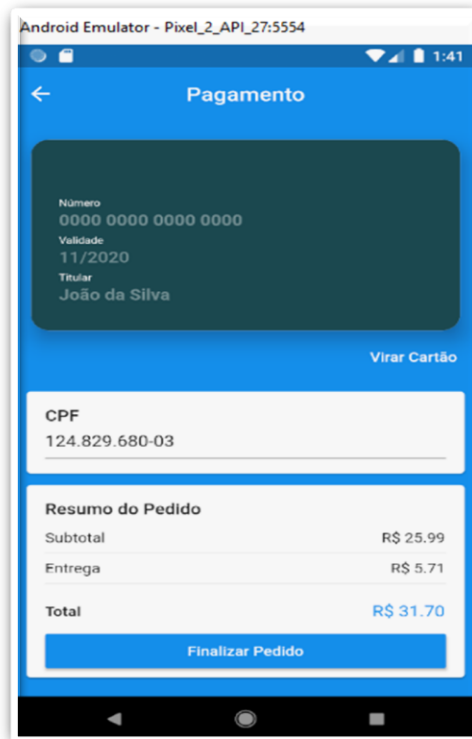 Android Emulator - Pixel_2_API_27:5554
1:41
Pagamento
Número
0000 0000 0000 0000
Validade
11/2020
Titular
João da Silva
Virar Cartão
CPF
124.829.680-03
Resumo do Pedido
Subtotal R$ 25.99
Entrega R$ 5.71
Total R$ 31.70
Finalizar Pedido